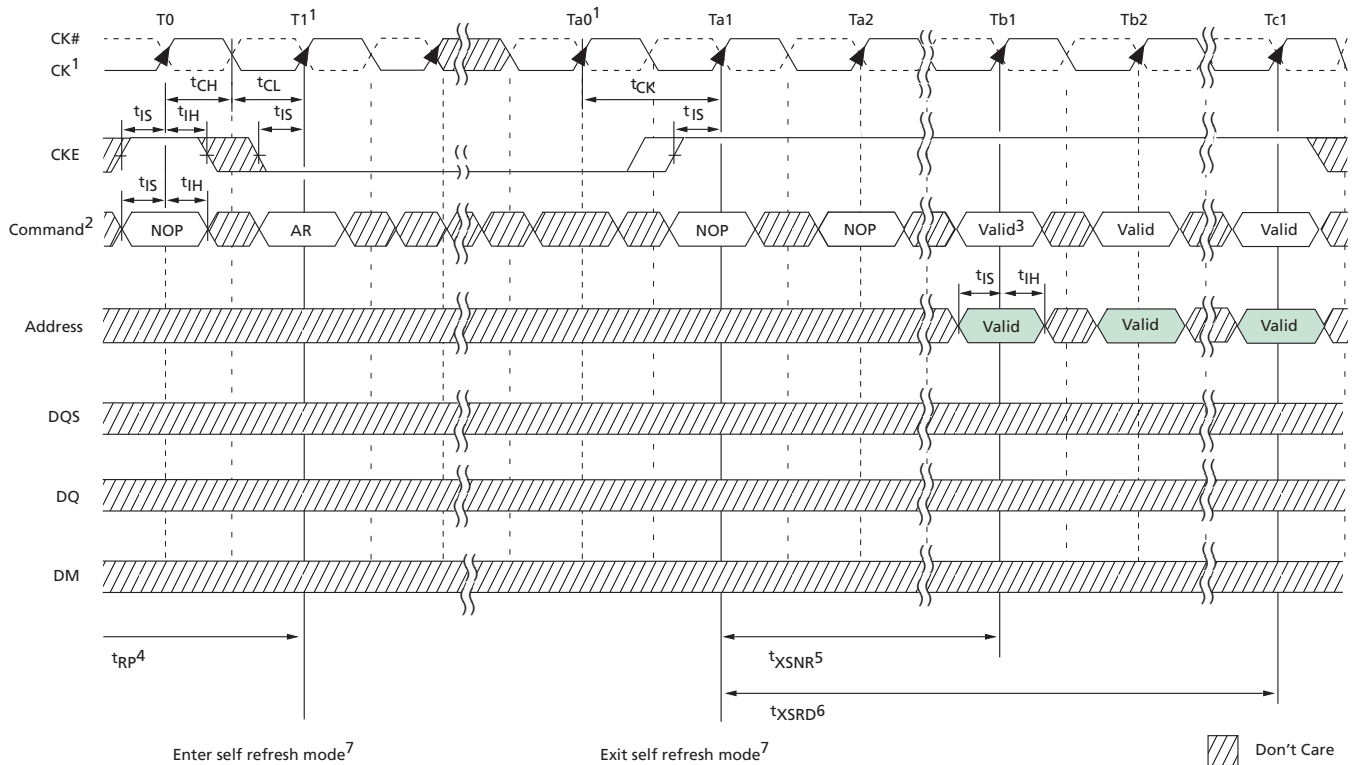 T0 T1¹ Ta0¹ Ta1 Ta2 Tb1 Tb2 Tc1
CK#
CK¹
tCH tCL tCK
tIS tIH tIS tIS
CKE
tIS tIH
Command² NOP AR NOP NOP Valid³ Valid Valid
tIS tIH
Address Valid Valid Valid
DQS
DQ
DM
tRP⁴ tXSNR⁵
tXSRD⁶
Enter self refresh mode⁷ Exit self refresh mode⁷ Don't Care